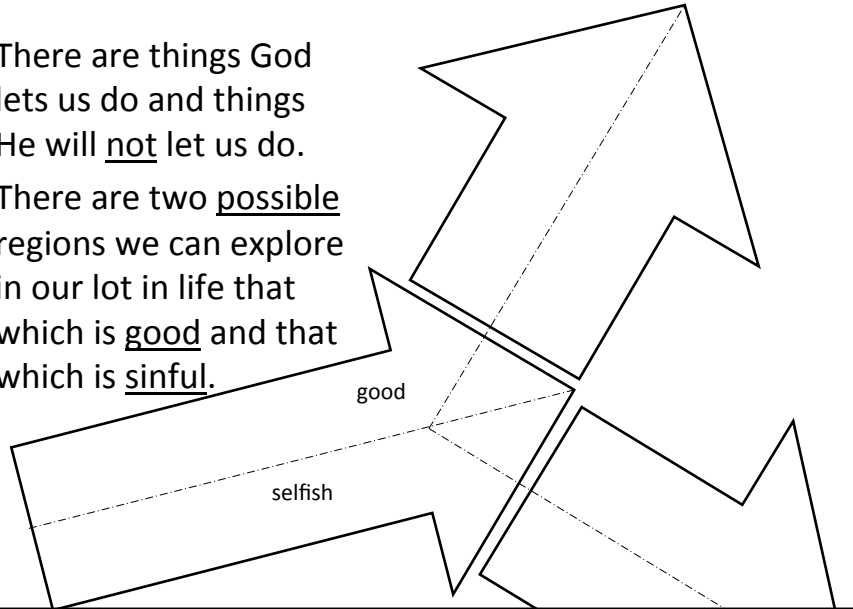 There are things God
lets us do and things
He will not let us do.
There are two possible
regions we can explore
in our lot in life that
which is good and that
which is sinful.
good
selfish